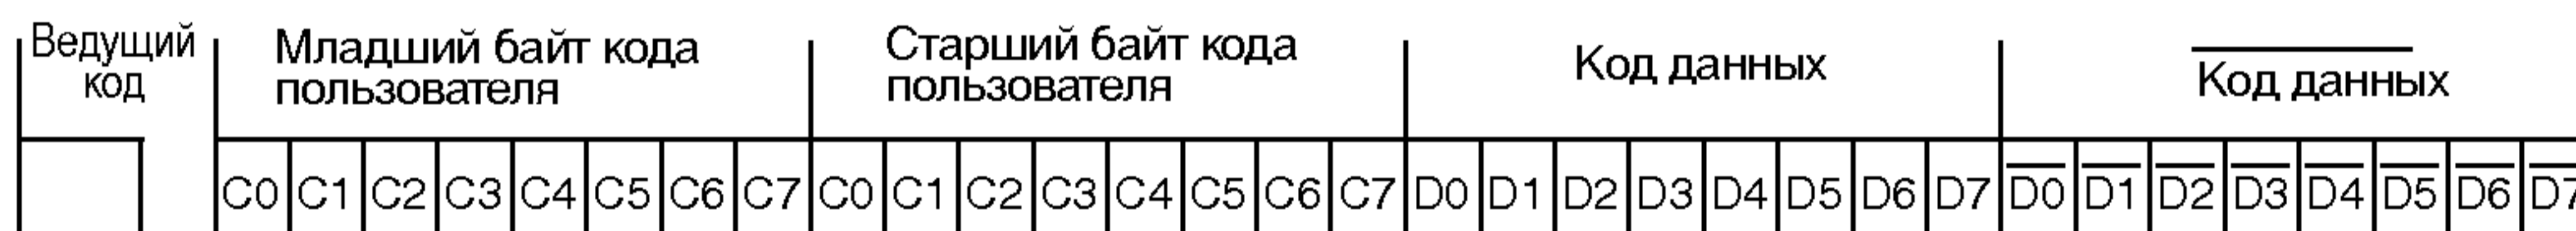 Ведущий
код
Младший байт кода
пользователя
Старший байт кода
пользователя
Код данных
Код данных
C0 C1 C2 C3 C4 C5 C6 C7 C0 C1 C2 C3 C4 C5 C6 C7 D0 D1 D2 D3 D4 D5 D6 D7 D0 D1 D2 D3 D4 D5 D6 D7